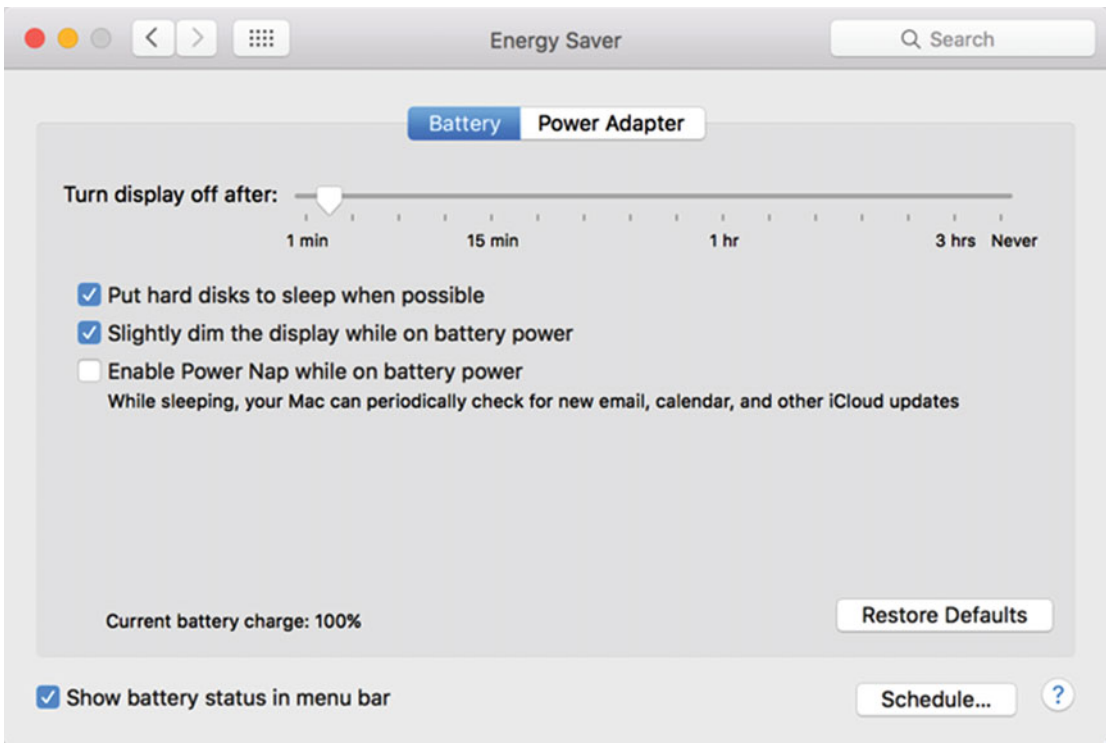 Energy Saver
Search
Battery
Power Adapter
Turn display off after:
1 min 15 min 1 hr 3 hrs Never
Put hard disks to sleep when possible
Slightly dim the display while on battery power
Enable Power Nap while on battery power
While sleeping, your Mac can periodically check for new email, calendar, and other iCloud updates
Current battery charge: 100%
Restore Defaults
Show battery status in menu bar
Schedule...
?